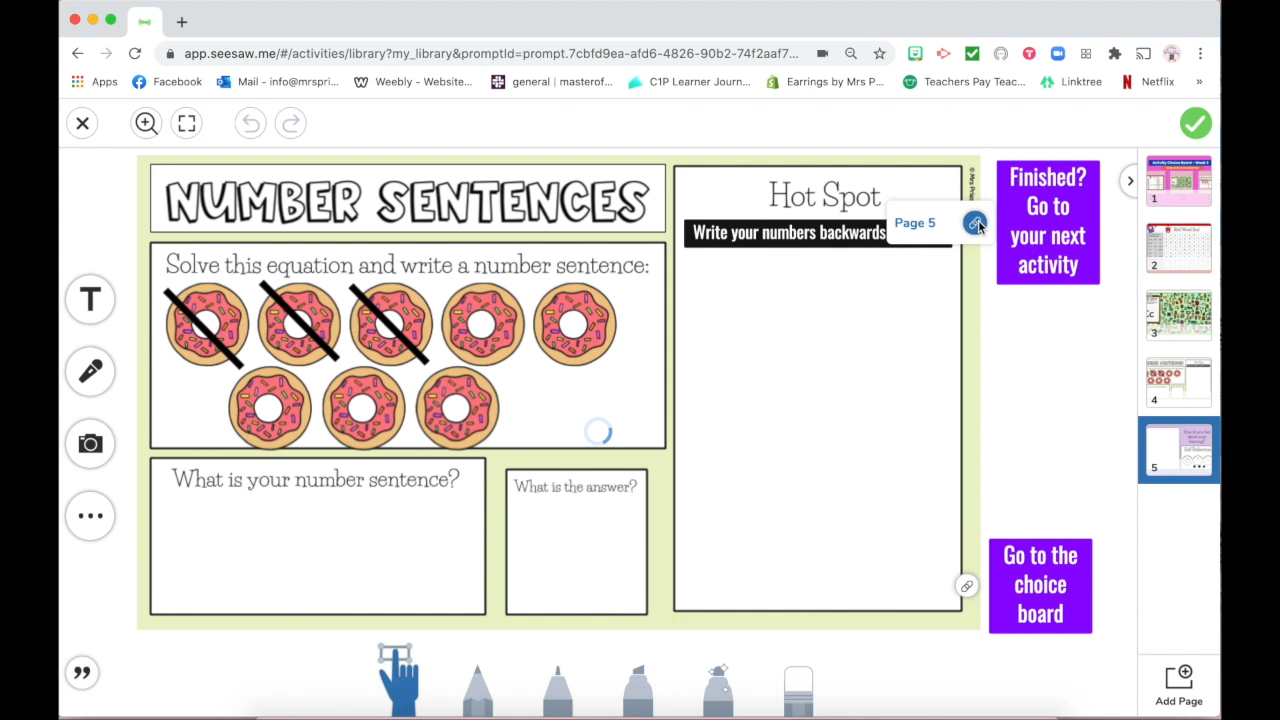 app.seesaw.me/#/activities/library?my_library&promptId=prompt.7cbfd9ea-afd6-4826-90b2-74f2aaf7...
Apps Facebook Mail - info@mrspri... Weebly - Website... general | masterof... C1P Learner Journ... Earrings by Mrs P... Teachers Pay Teac... Linktree Netflix »
NUMBER SENTENCES
Solve this equation and write a number sentence:
What is your number sentence?
What is the answer?
Hot Spot
Write your numbers backwards
Page 5
Finished?
Go to
your next
activity
Go to the
choice
board
T
1
2
3
4
5
Add Page